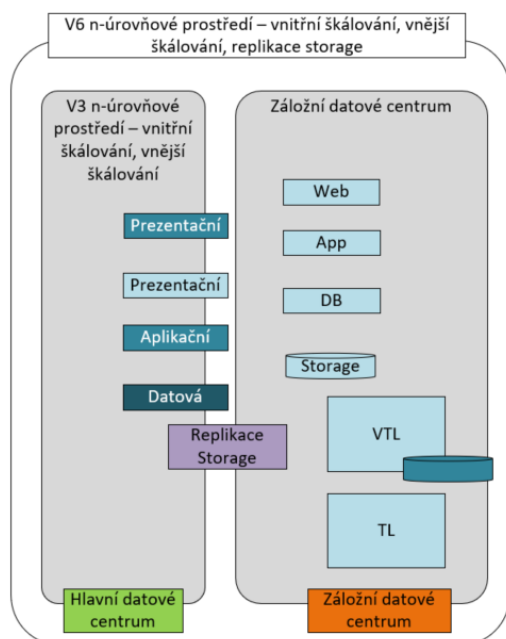 V6 n-úrovňové prostředí – vnitřní škálování, vnější
škálování, replikace storage
V3 n-úrovňové
prostředí – vnitřní
škálování, vnější
škálování
Prezentační
Prezentační
Aplikační
Datová
Replikace
Storage
Hlavní datové
centrum
Záložní datové centrum
Web
App
DB
Storage
VTL
TL
Záložní datové
centrum